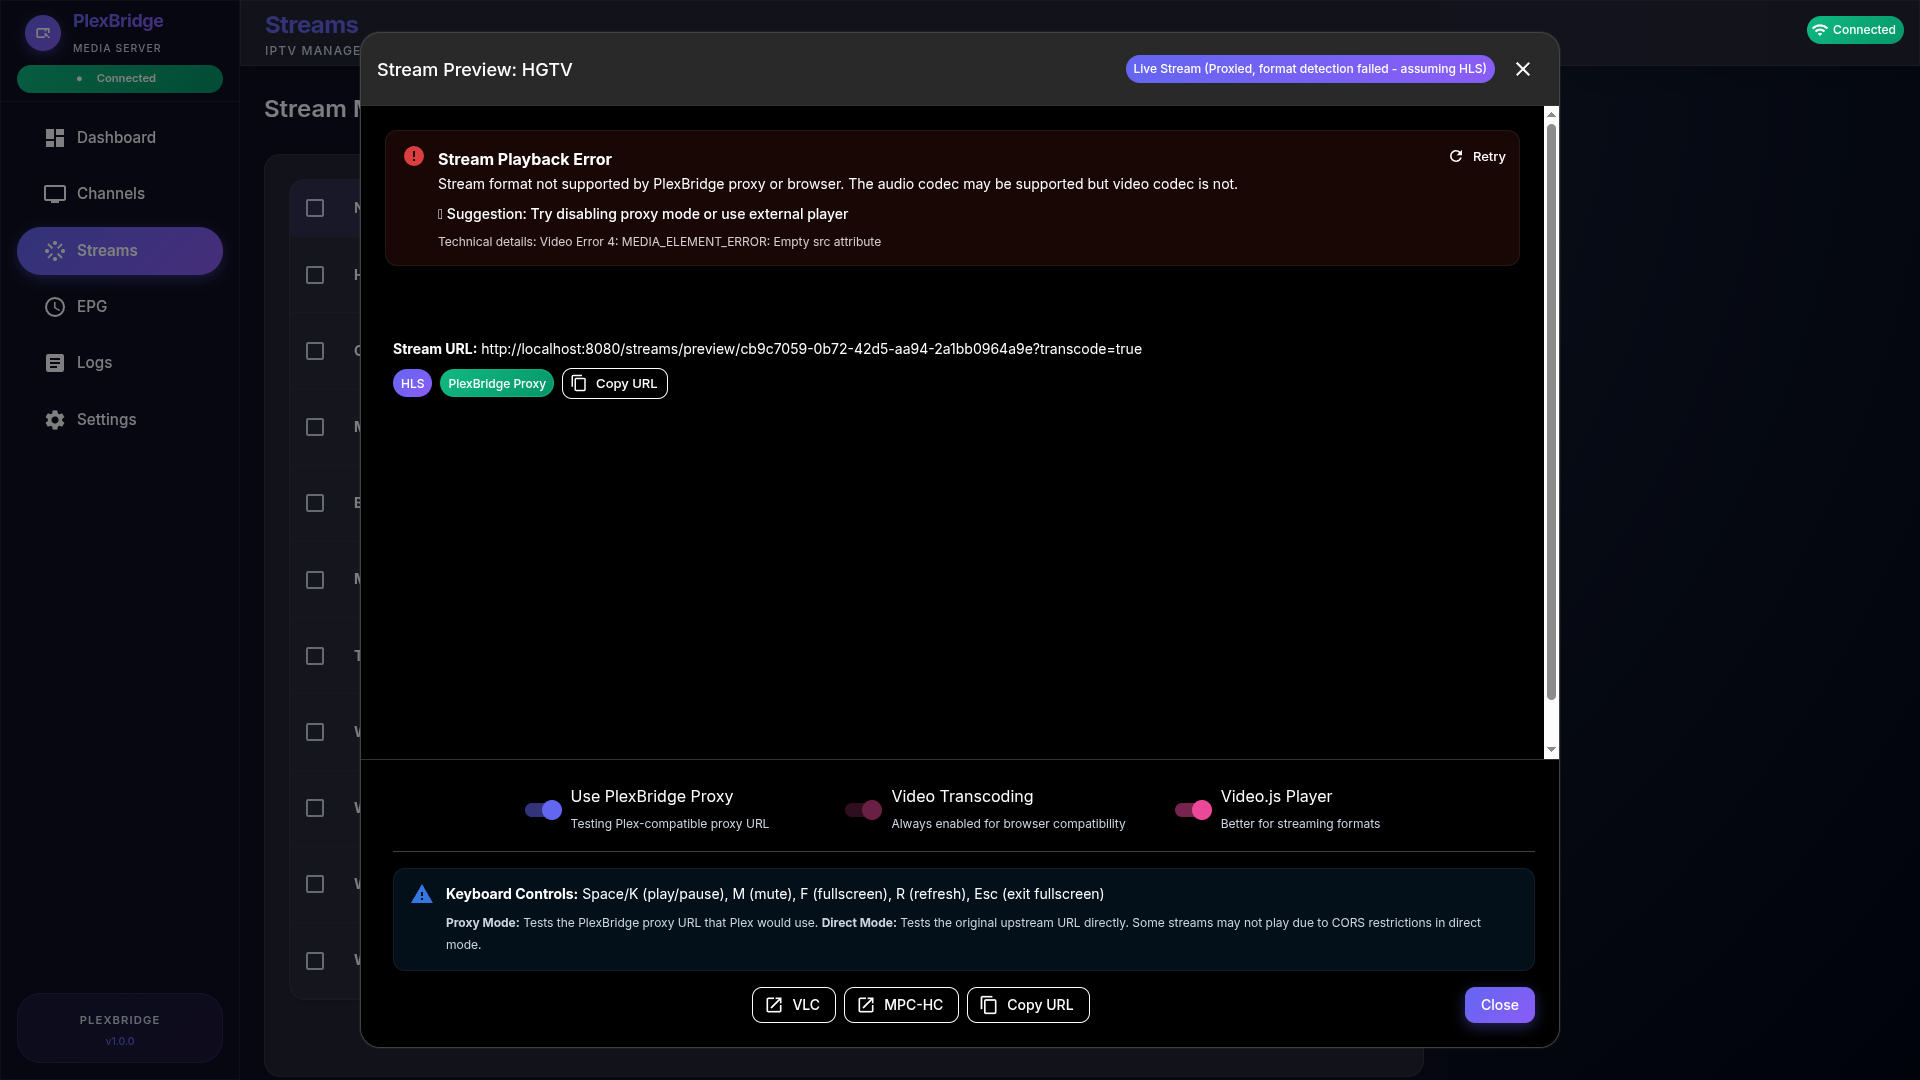 PlexBridge
MEDIA SERVER
Connected
Dashboard
Channels
Streams
EPG
Logs
Settings
PLEXBRIDGE
v1.0.0
Streams
IPTV MANAGE
Connected
Stream
Stream Preview: HGTV
Live Stream (Proxied, format detection failed - assuming HLS)
Stream Playback Error
Retry
Stream format not supported by PlexBridge proxy or browser. The audio codec may be supported but video codec is not.
Suggestion: Try disabling proxy mode or use external player
Technical details: Video Error 4: MEDIA_ELEMENT_ERROR: Empty src attribute
Stream URL: http://localhost:8080/streams/preview/cb9c7059-0b72-42d5-aa94-2a1bb0964a9e?transcode=true
HLS
PlexBridge Proxy
Copy URL
Use PlexBridge Proxy
Testing Plex-compatible proxy URL
Video Transcoding
Always enabled for browser compatibility
Video.js Player
Better for streaming formats
Keyboard Controls: Space/K (play/pause), M (mute), F (fullscreen), R (refresh), Esc (exit fullscreen)
Proxy Mode: Tests the PlexBridge proxy URL that Plex would use. Direct Mode: Tests the original upstream URL directly. Some streams may not play due to CORS restrictions in direct
mode.
VLC
MPC-HC
Copy URL
Close